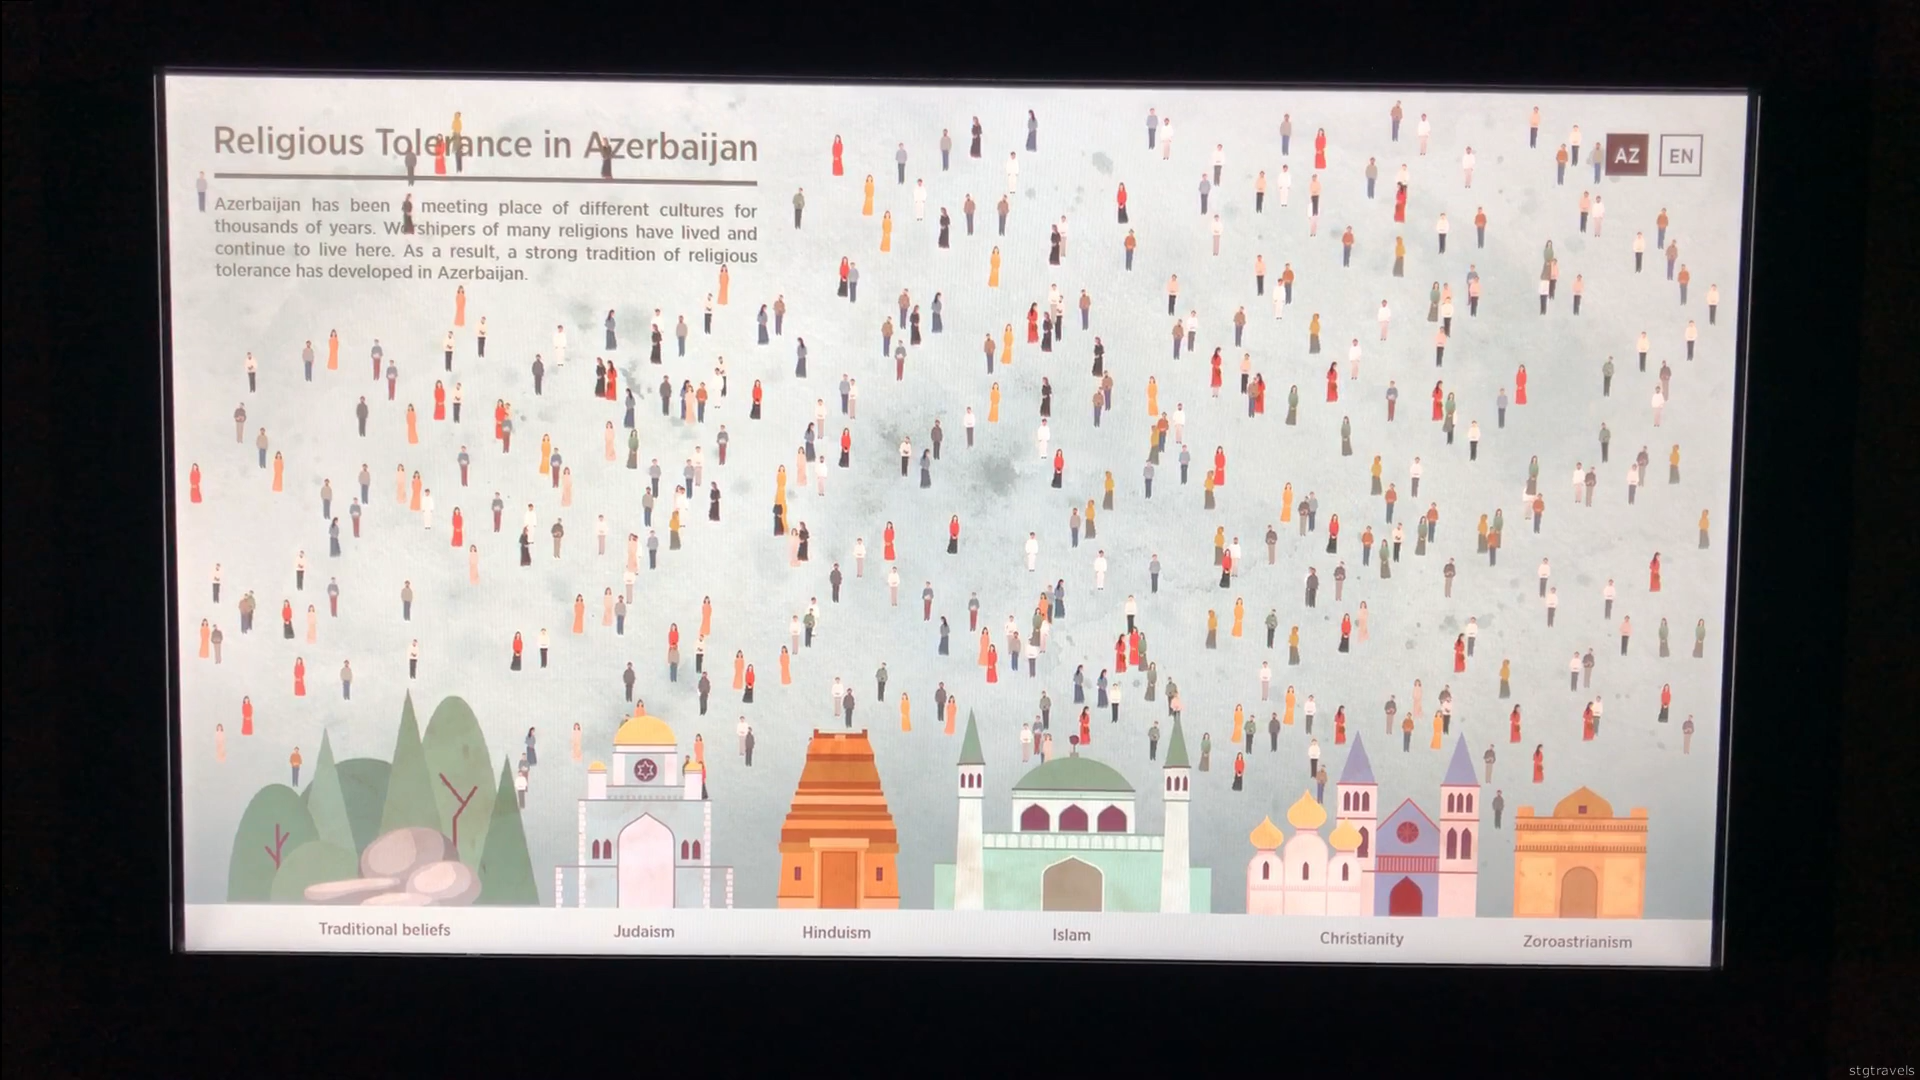 Religious Tolerance in Azerbaijan
AZ EN
Azerbaijan has been a meeting place of different cultures for
thousands of years. Worshipers of many religions have lived and
continue to live here. As a result, a strong tradition of religious
tolerance has developed in Azerbaijan.
Traditional beliefs
Judaism
Hinduism
Islam
Christianity
Zoroastrianism
stgtravels